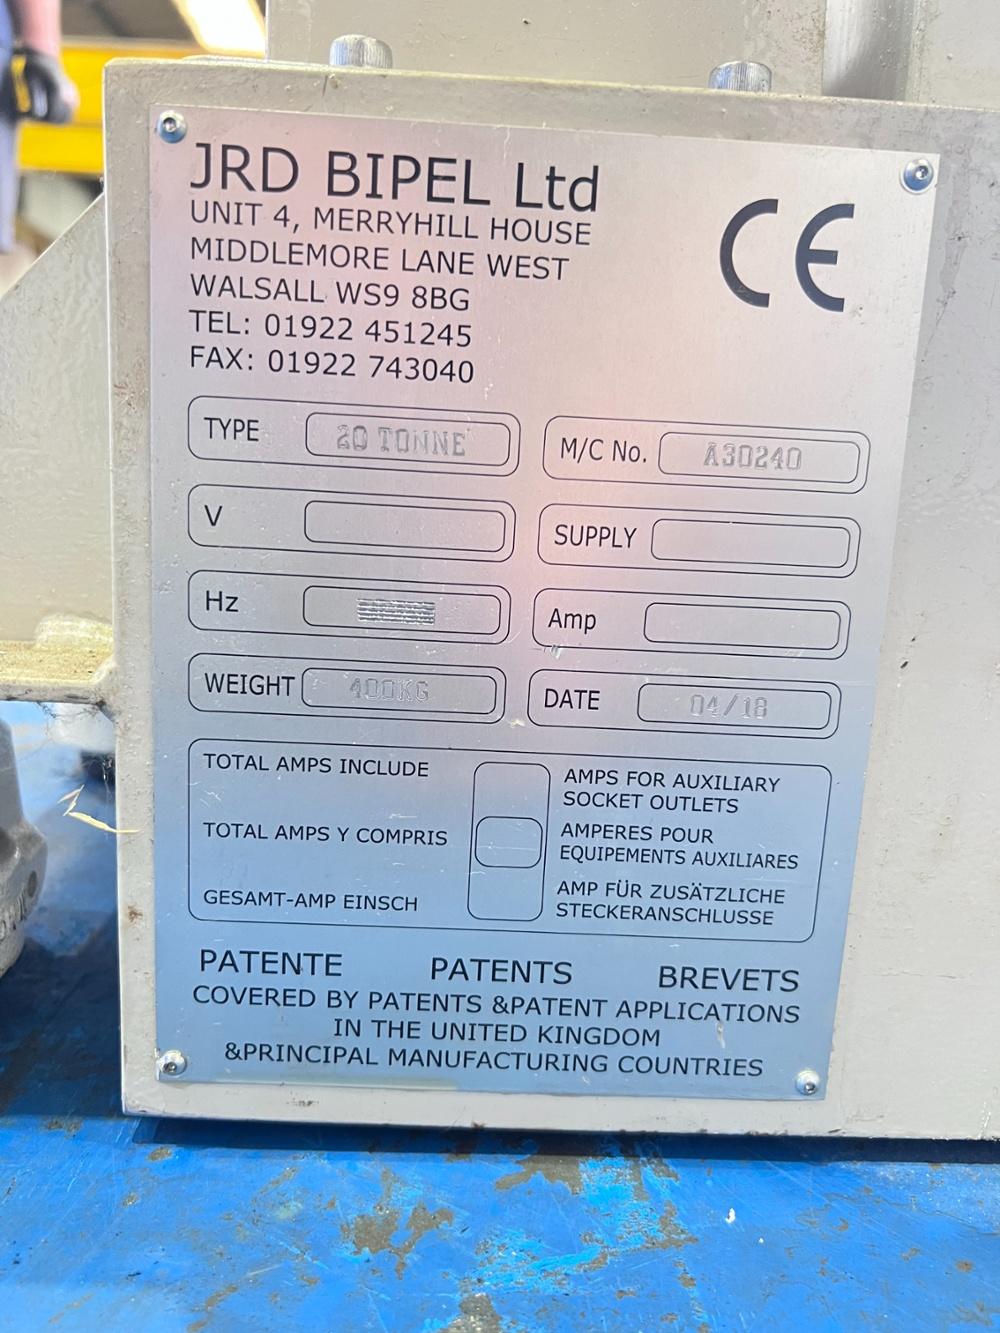 JRD BIPEL Ltd
UNIT 4, MERRYHILL HOUSE
MIDDLEMORE LANE WEST
WALSALL WS9 8BG
TEL: 01922 451245
FAX: 01922 743040
CE
TYPE 20 TONNE M/C No. A30240
V SUPPLY
Hz Amp
WEIGHT 400KG DATE 04/18
TOTAL AMPS INCLUDE AMPS FOR AUXILIARY
SOCKET OUTLETS
TOTAL AMPS Y COMPRIS AMPERES POUR
EQUIPEMENTS AUXILIARES
GESAMT-AMP EINSCH AMP FÜR ZUSÄTZLICHE
STECKERANSCHLUSSE
PATENTE PATENTS BREVETS
COVERED BY PATENTS &PATENT APPLICATIONS
IN THE UNITED KINGDOM
&PRINCIPAL MANUFACTURING COUNTRIES